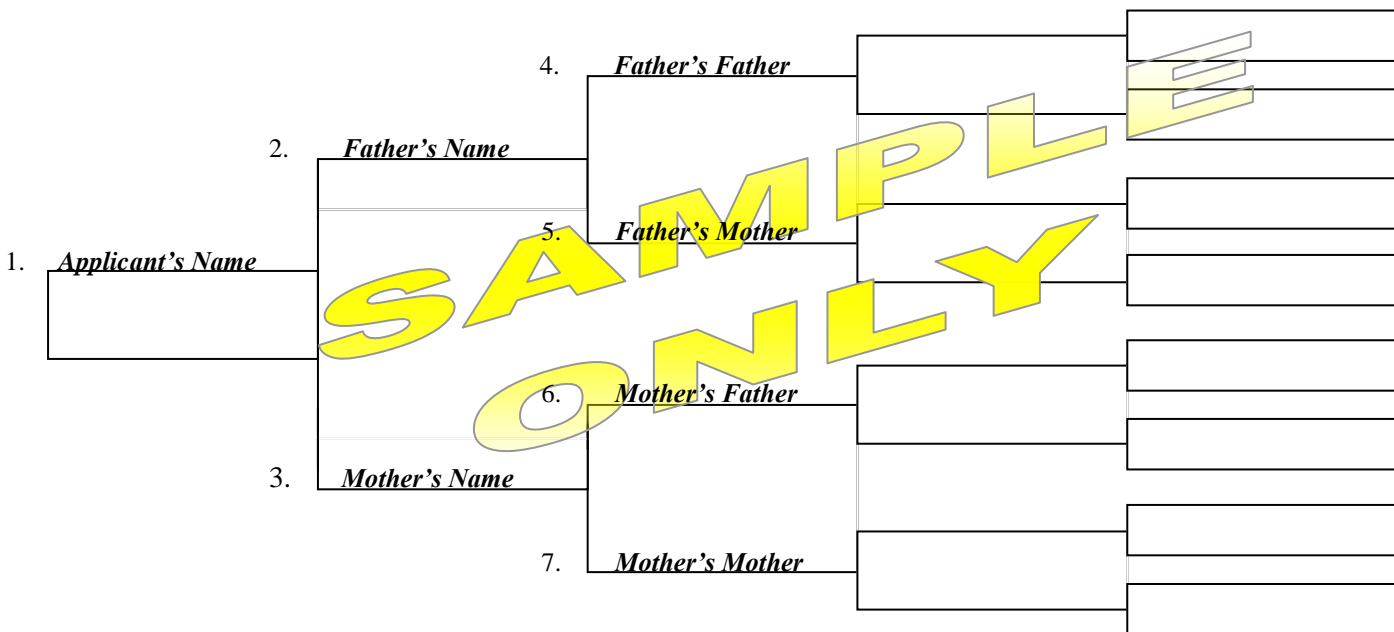 4. Father’s Father
2. Father’s Name
5. Father’s Mother
1. Applicant’s Name
6. Mother’s Father
3. Mother’s Name
7. Mother’s Mother
SAMPLE
ONLY